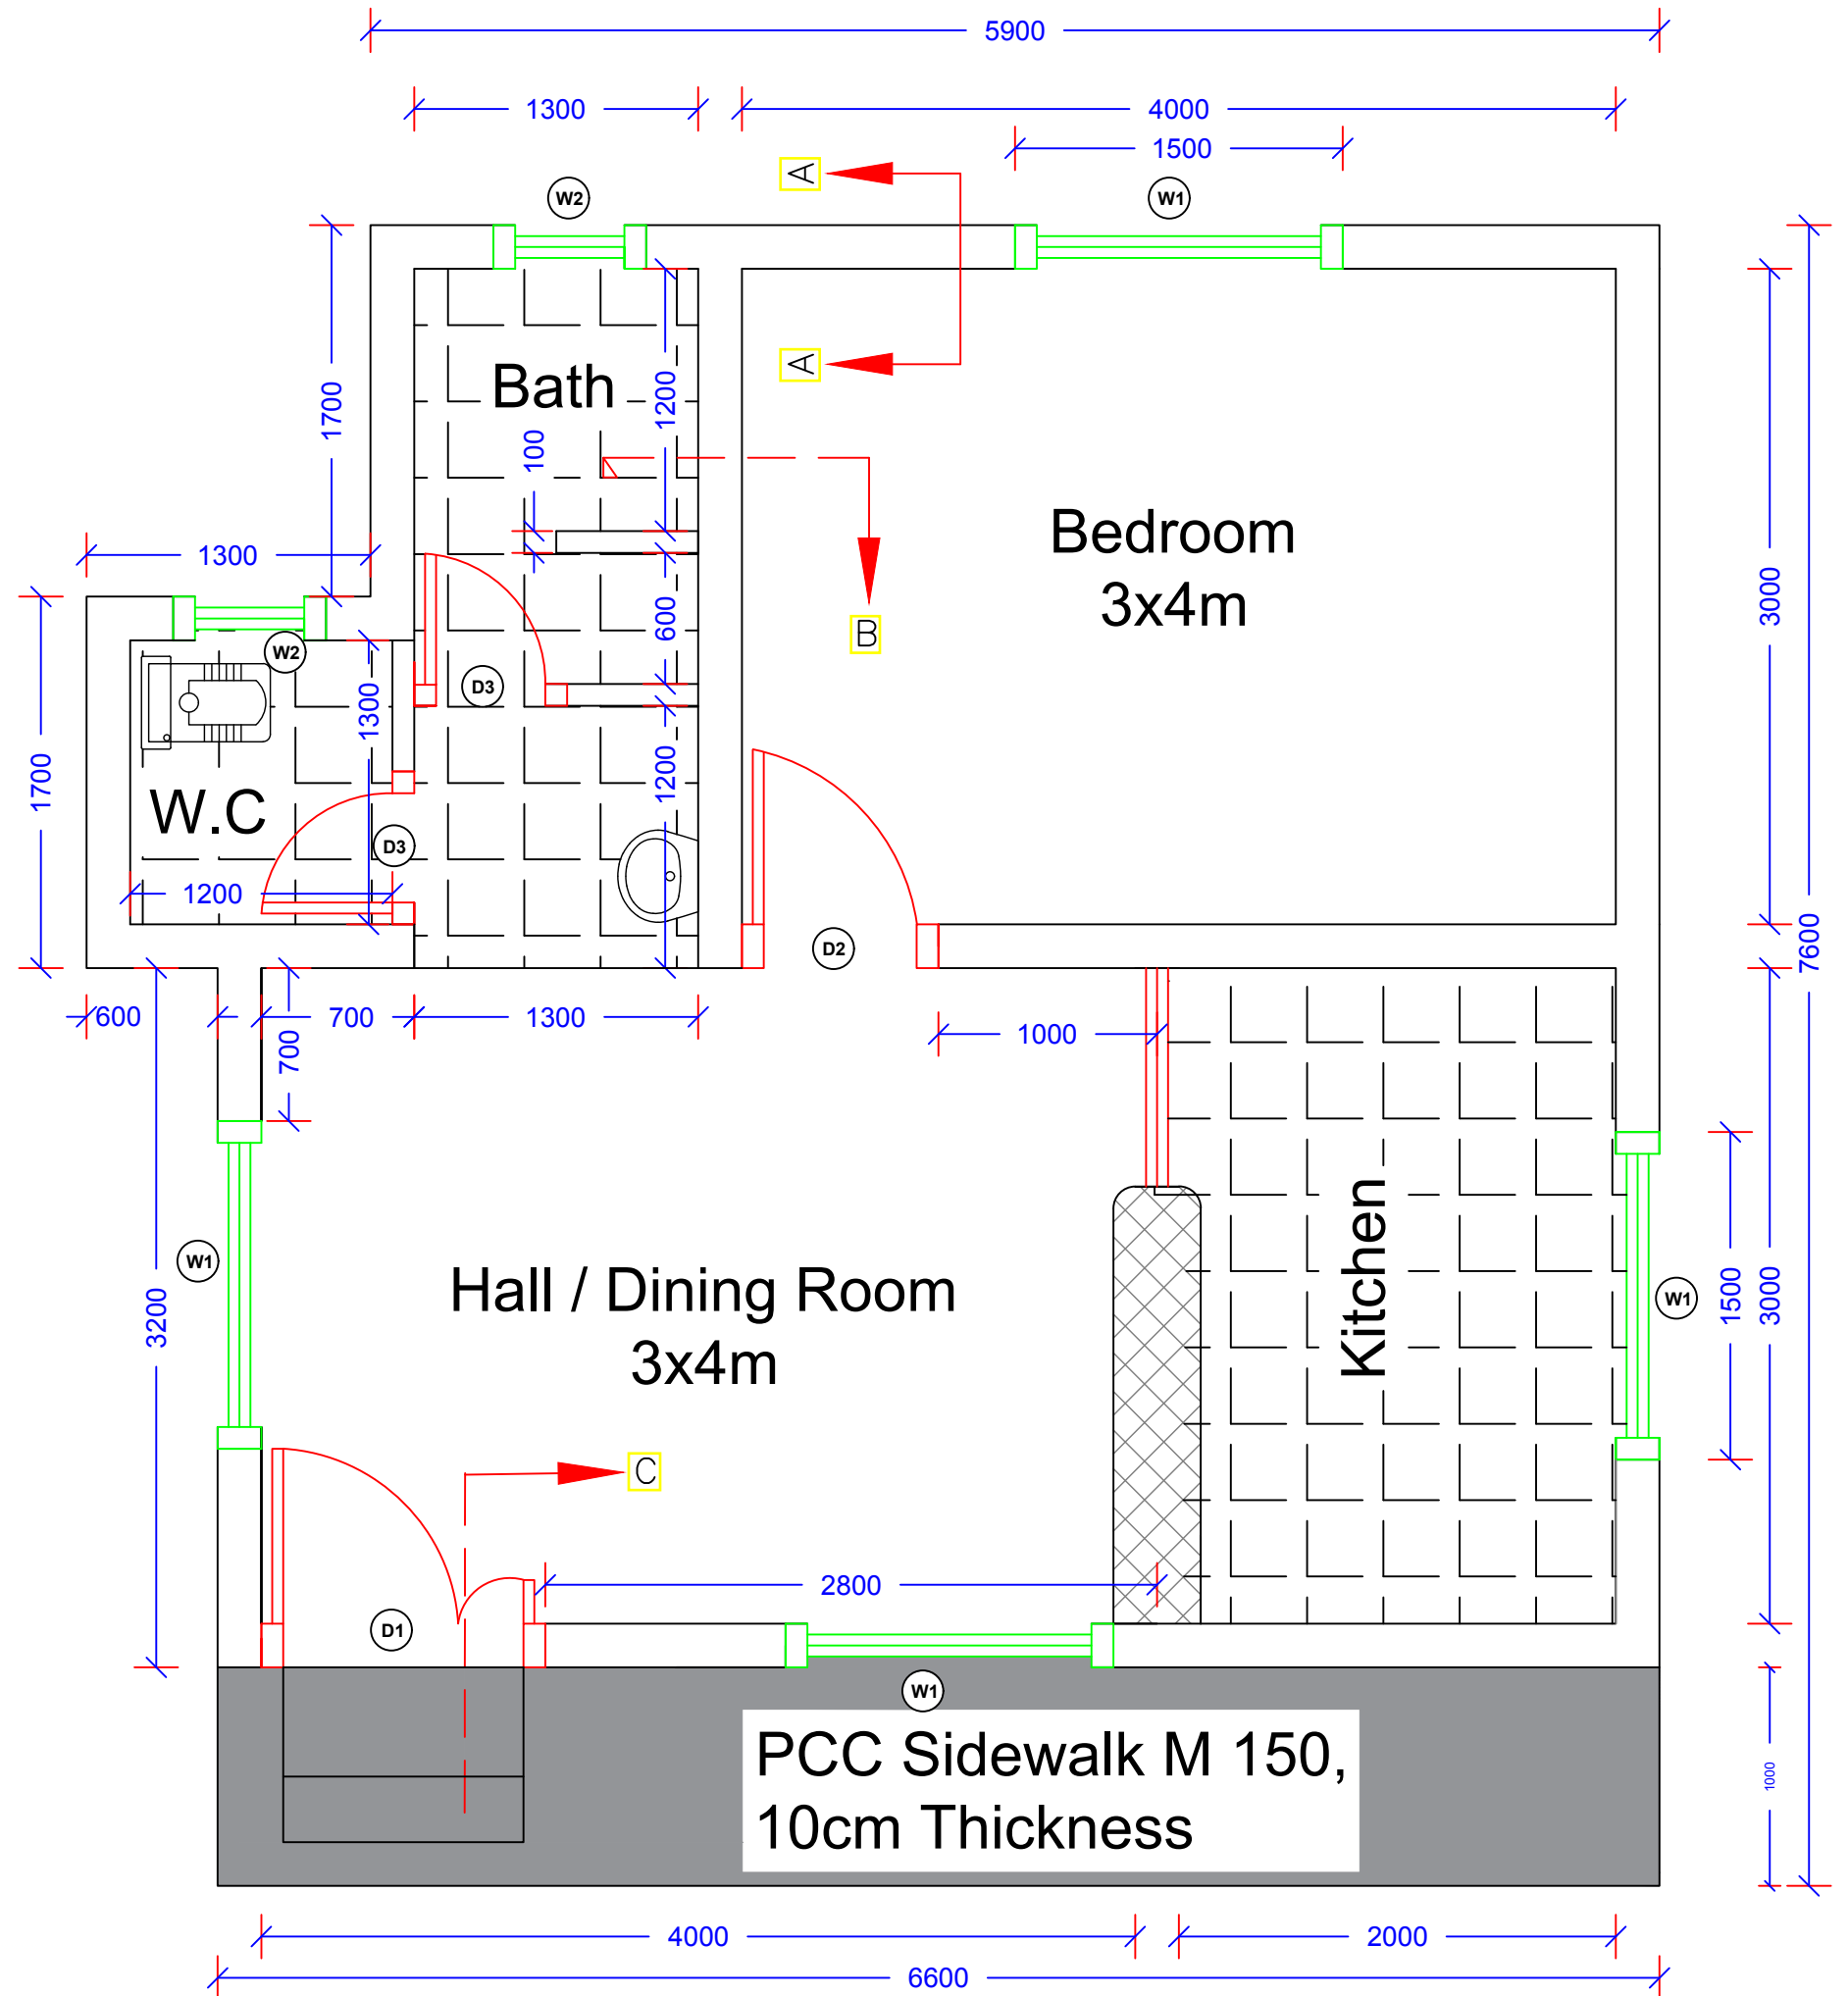 5900
1300
4000
1500
A
W2
W1
A
1700
Bath
1200
100
Bedroom
3x4m
1300
3000
B
600
W2
1300
D3
1700
1200
W.C
D3
1200
D2
7600
600
700
1300
1000
700
Kitchen
W1
3200
Hall / Dining Room
3x4m
1500
3000
W1
C
2800
D1
W1
PCC Sidewalk M 150,
10cm Thickness
1000
4000
2000
6600